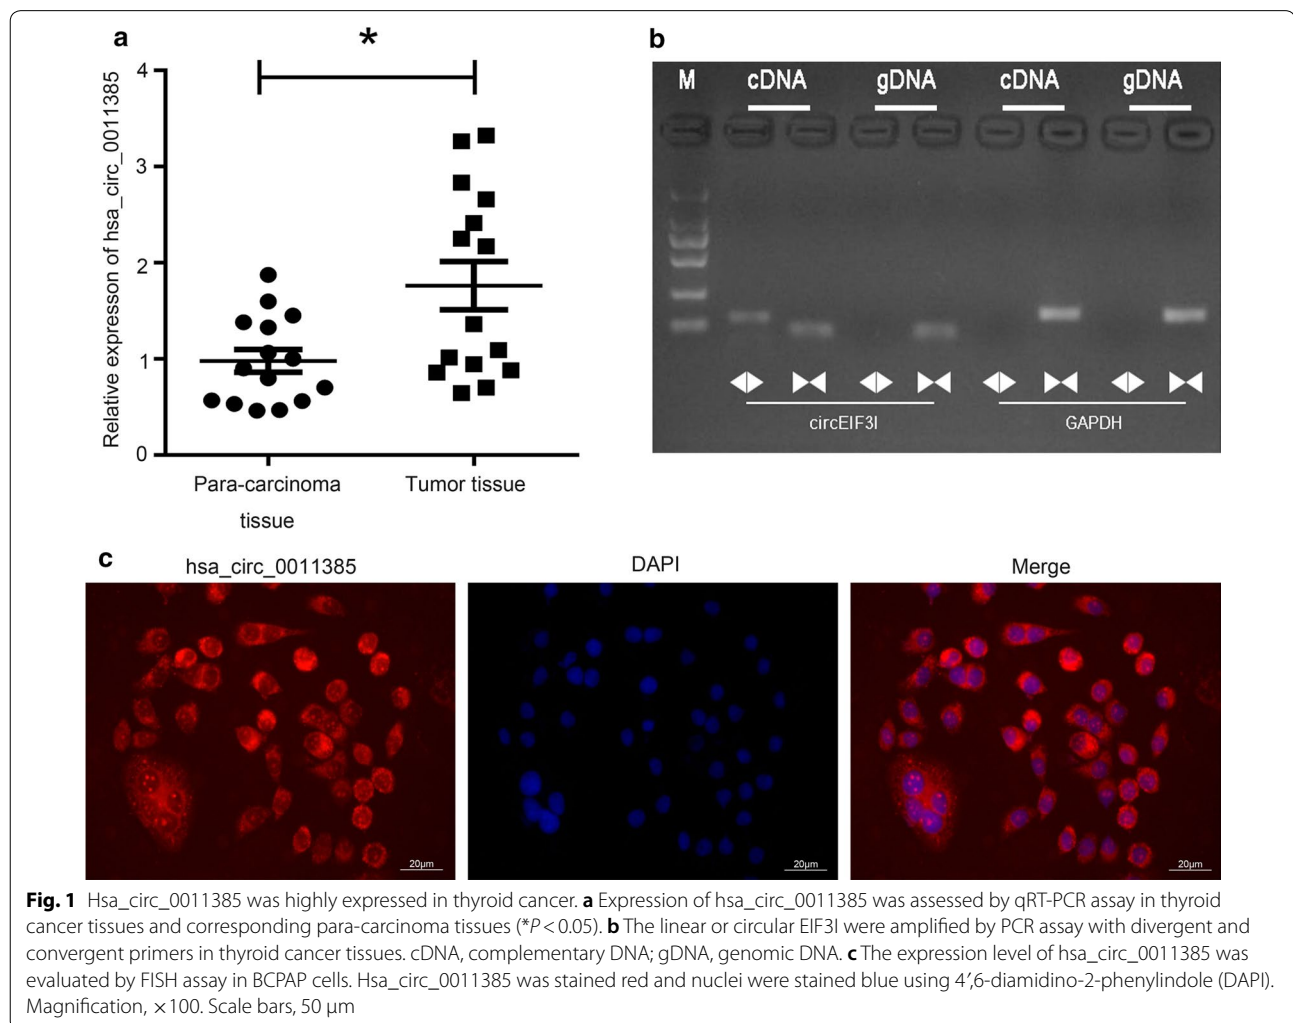 a
*
Relative expresson of hsa_circ_0011385
4
3
2
1
0
Para-carcinoma
tissue
Tumor tissue
b
M cDNA gDNA cDNA gDNA
circEIF3I GAPDH
c
hsa_circ_0011385 DAPI Merge
20μm 20μm 20μm
Fig. 1 Hsa_circ_0011385 was highly expressed in thyroid cancer. a Expression of hsa_circ_0011385 was assessed by qRT-PCR assay in thyroid
cancer tissues and corresponding para-carcinoma tissues (*P < 0.05). b The linear or circular EIF3I were amplified by PCR assay with divergent and
convergent primers in thyroid cancer tissues. cDNA, complementary DNA; gDNA, genomic DNA. c The expression level of hsa_circ_0011385 was
evaluated by FISH assay in BCPAP cells. Hsa_circ_0011385 was stained red and nuclei were stained blue using 4′,6-diamidino-2-phenylindole (DAPI).
Magnification, ×100. Scale bars, 50 μm